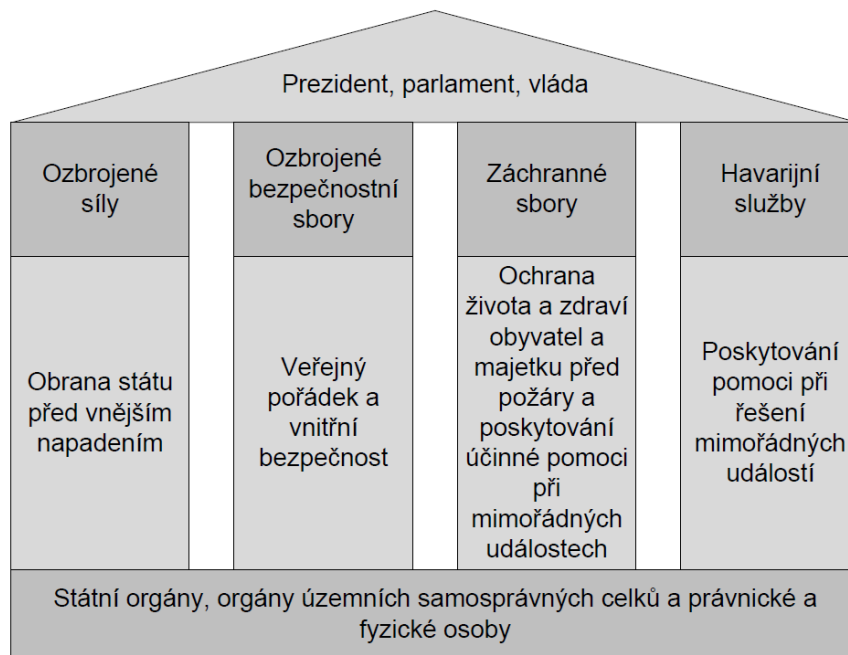 Prezident, parlament, vláda
Ozbrojené
síly
Ozbrojené
bezpečnostní
sbory
Záchranné
sbory
Havarijní
služby
Obrana státu
před vnějším
napadením
Veřejný
pořádek a
vnitřní
bezpečnost
Ochrana
života a zdraví
obyvatel a
majetku před
požáry a
poskytování
účinné pomoci
při
mimořádných
událostech
Poskytování
pomoci při
řešení
mimořádných
událostí
Státní orgány, orgány územních samosprávných celků a právnické a
fyzické osoby